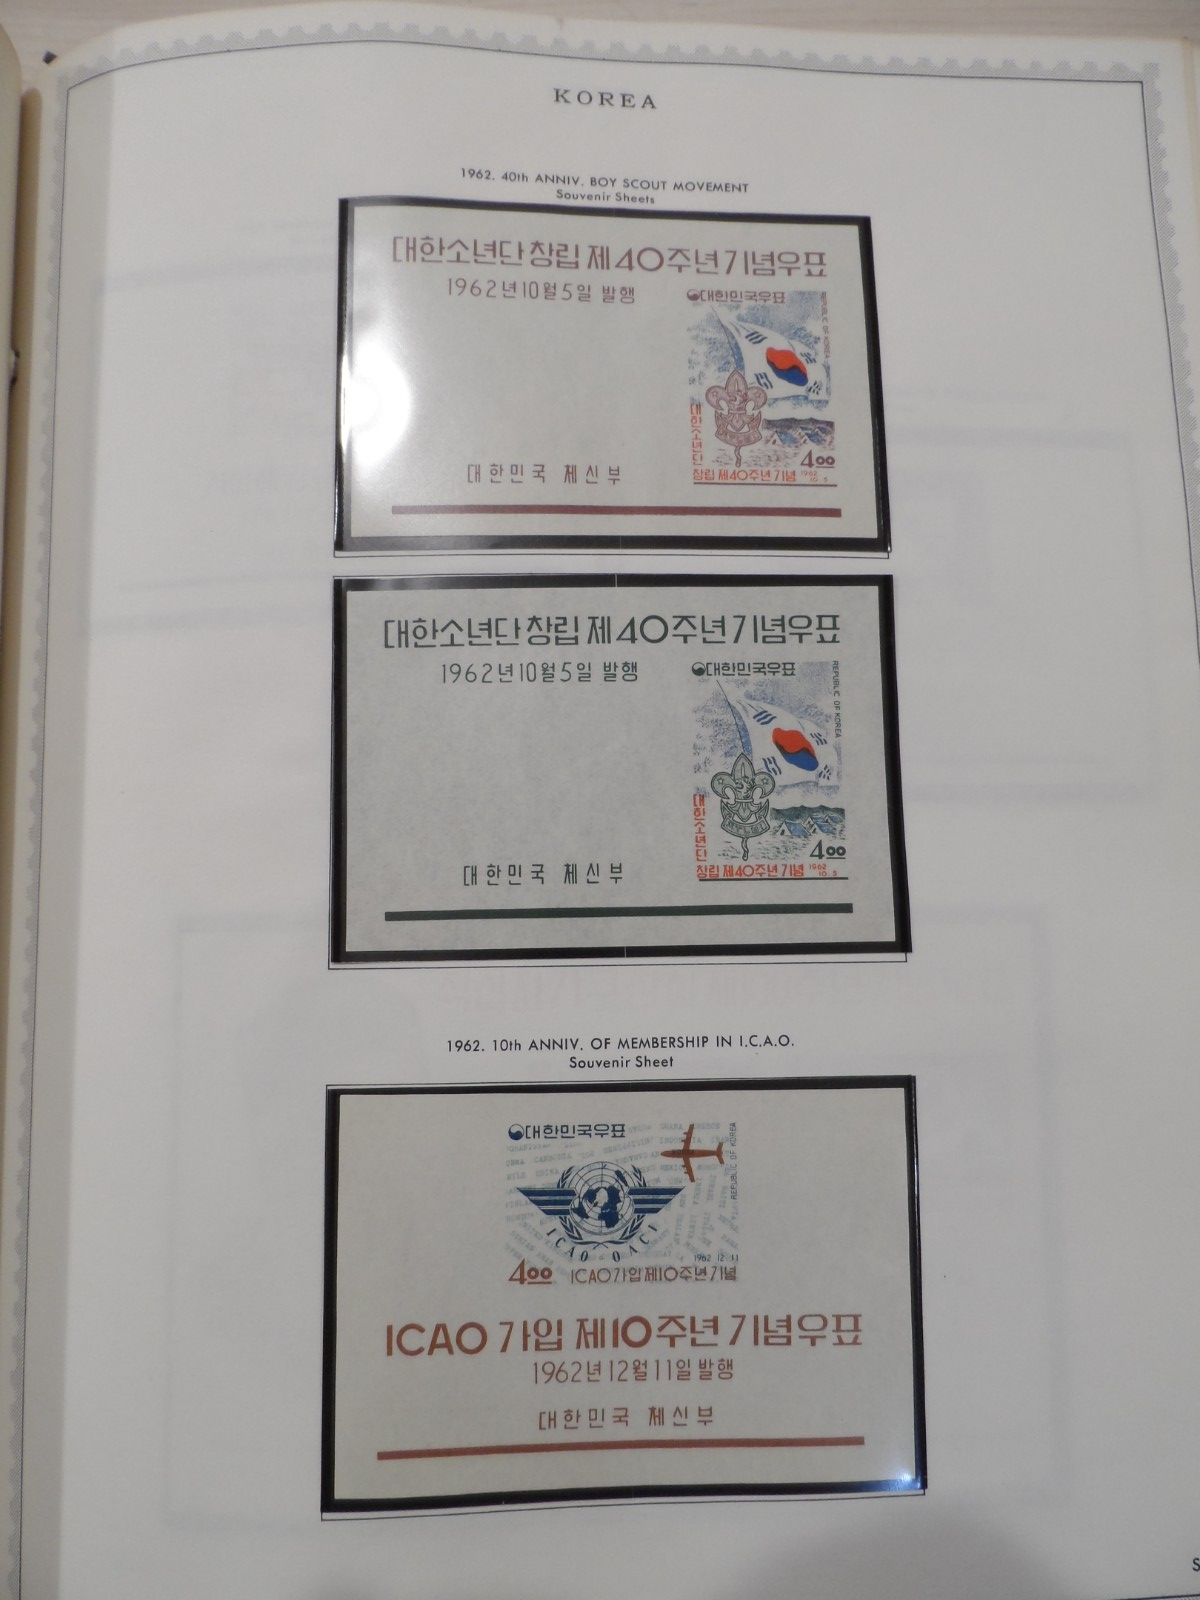 KOREA
1962. 40th ANNIV. BOY SCOUT MOVEMENT
Souvenir Sheets
대한소년단창립제40주년기념우표
1962년10월5일 발행
대한민국우표
REPUBLIC OF KOREA
대한소년단
4.00
창립제40주년기념 1962
10. 5
대한민국 체신부
대한소년단창립제40주년기념우표
1962년10월5일 발행
대한민국우표
REPUBLIC OF KOREA
대한소년단
4.00
창립제40주년기념 1962
10. 5
대한민국 체신부
1962. 10th ANNIV. OF MEMBERSHIP IN I.C.A.O.
Souvenir Sheet
대한민국우표
REPUBLIC OF KOREA
ICAO OACI
1962 12 11
4.00 ICAO가입제10주년기념
ICAO 가입 제10주년 기념우표
1962년12월11일발행
대한민국 체신부
S